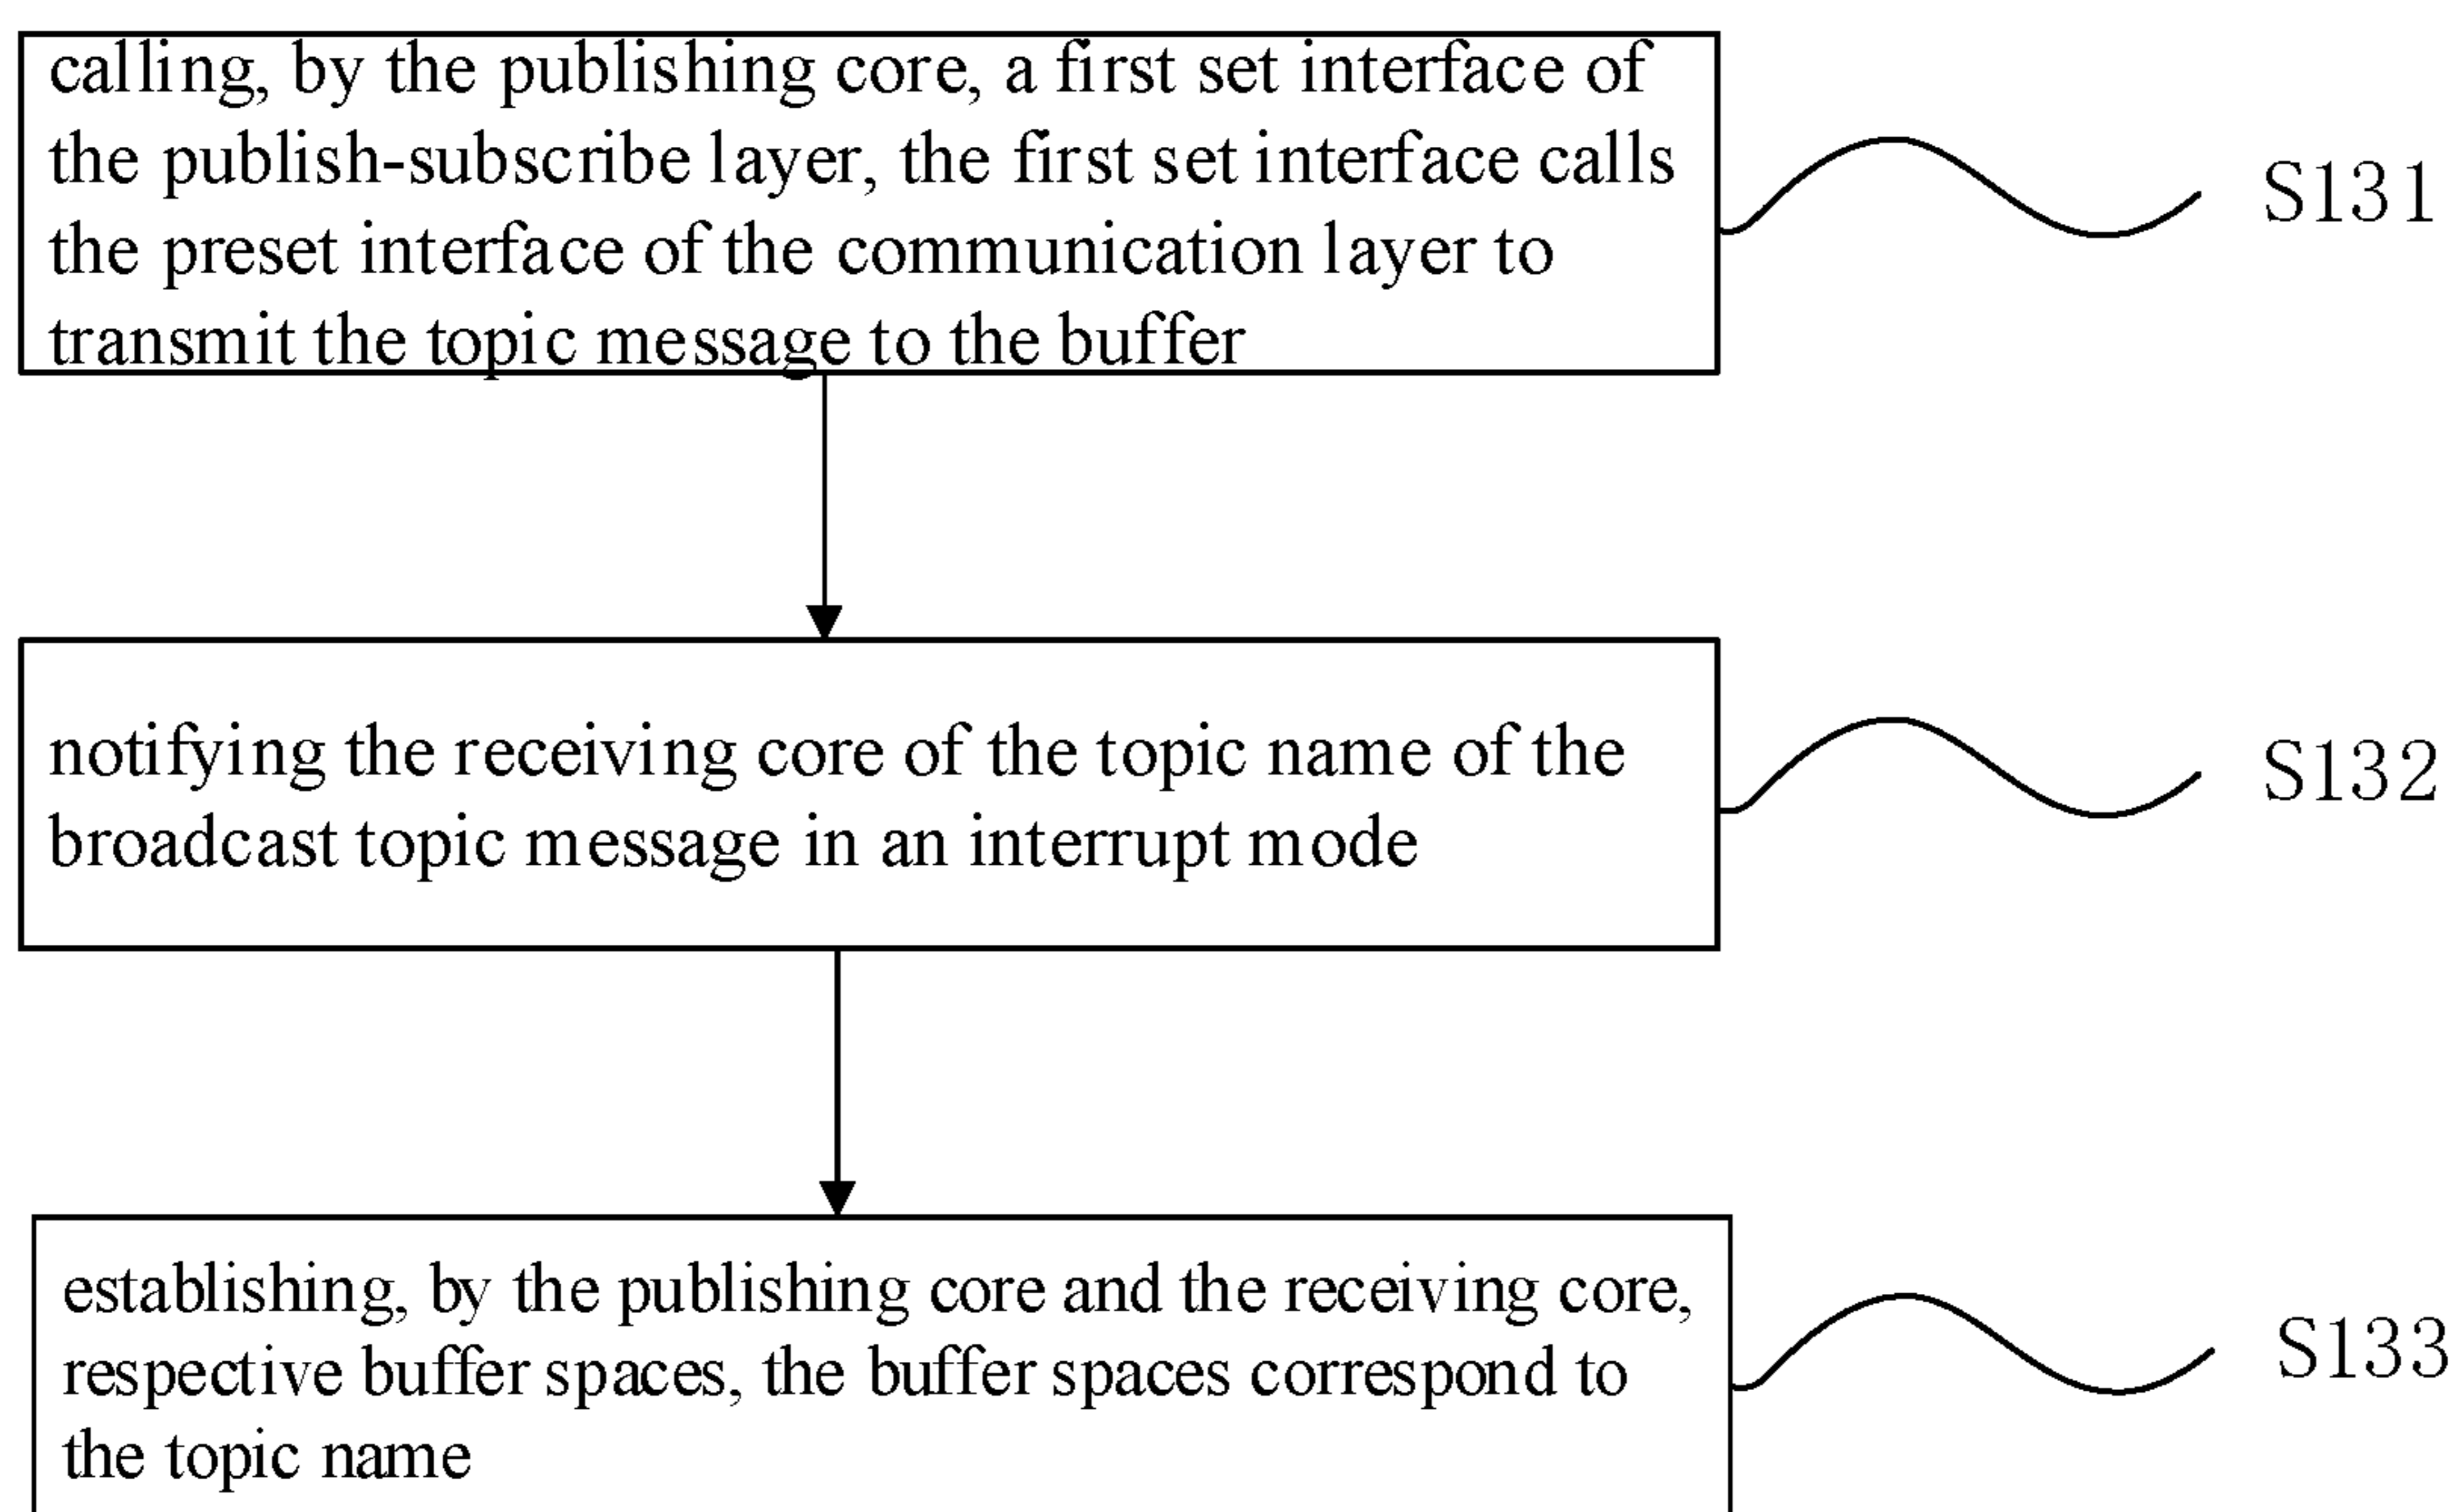 calling, by the publishing core, a first set interface of
the publish-subscribe layer, the first set interface calls
the preset interface of the communication layer to
transmit the topic message to the buffer
S131
notifying the receiving core of the topic name of the
broadcast topic message in an interrupt mode
S132
establishing, by the publishing core and the receiving core,
respective buffer spaces, the buffer spaces correspond to
the topic name
S133